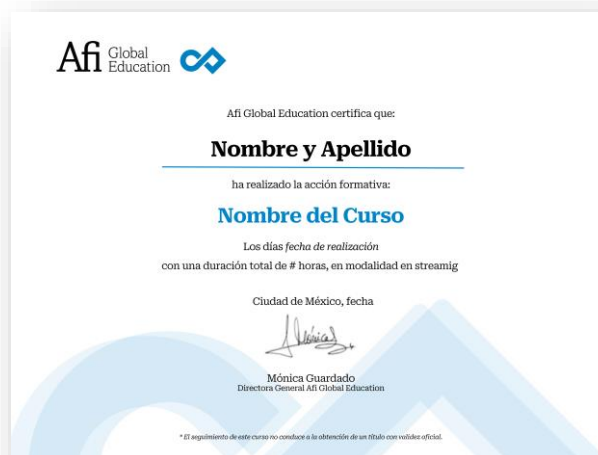 Afi Global
Education
Afi Global Education certifica que:
Nombre y Apellido
ha realizado la acción formativa:
Nombre del Curso
Los días fecha de realización
con una duración total de # horas, en modalidad en streamig
Ciudad de México, fecha
Mónica Guardado
Directora General Afi Global Education
* El seguimiento de este curso no conduce a la obtención de un título con validez oficial.